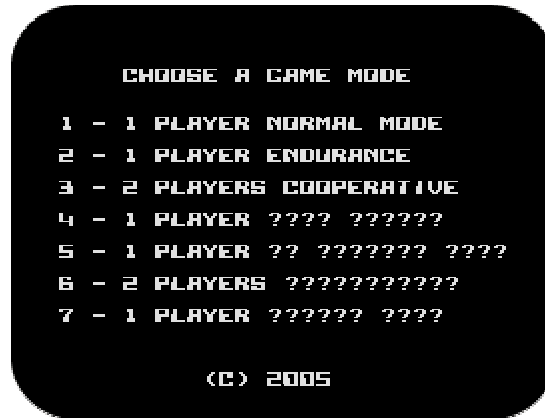 CHOOSE A GAME MODE
1 - 1 PLAYER NORMAL MODE
2 - 1 PLAYER ENDURANCE
3 - 2 PLAYERS COOPERATIVE
4 - 1 PLAYER ???? ??????
5 - 1 PLAYER ?? ??????? ????
6 - 2 PLAYERS ???????????
7 - 1 PLAYER ?????? ????
(C) 2005